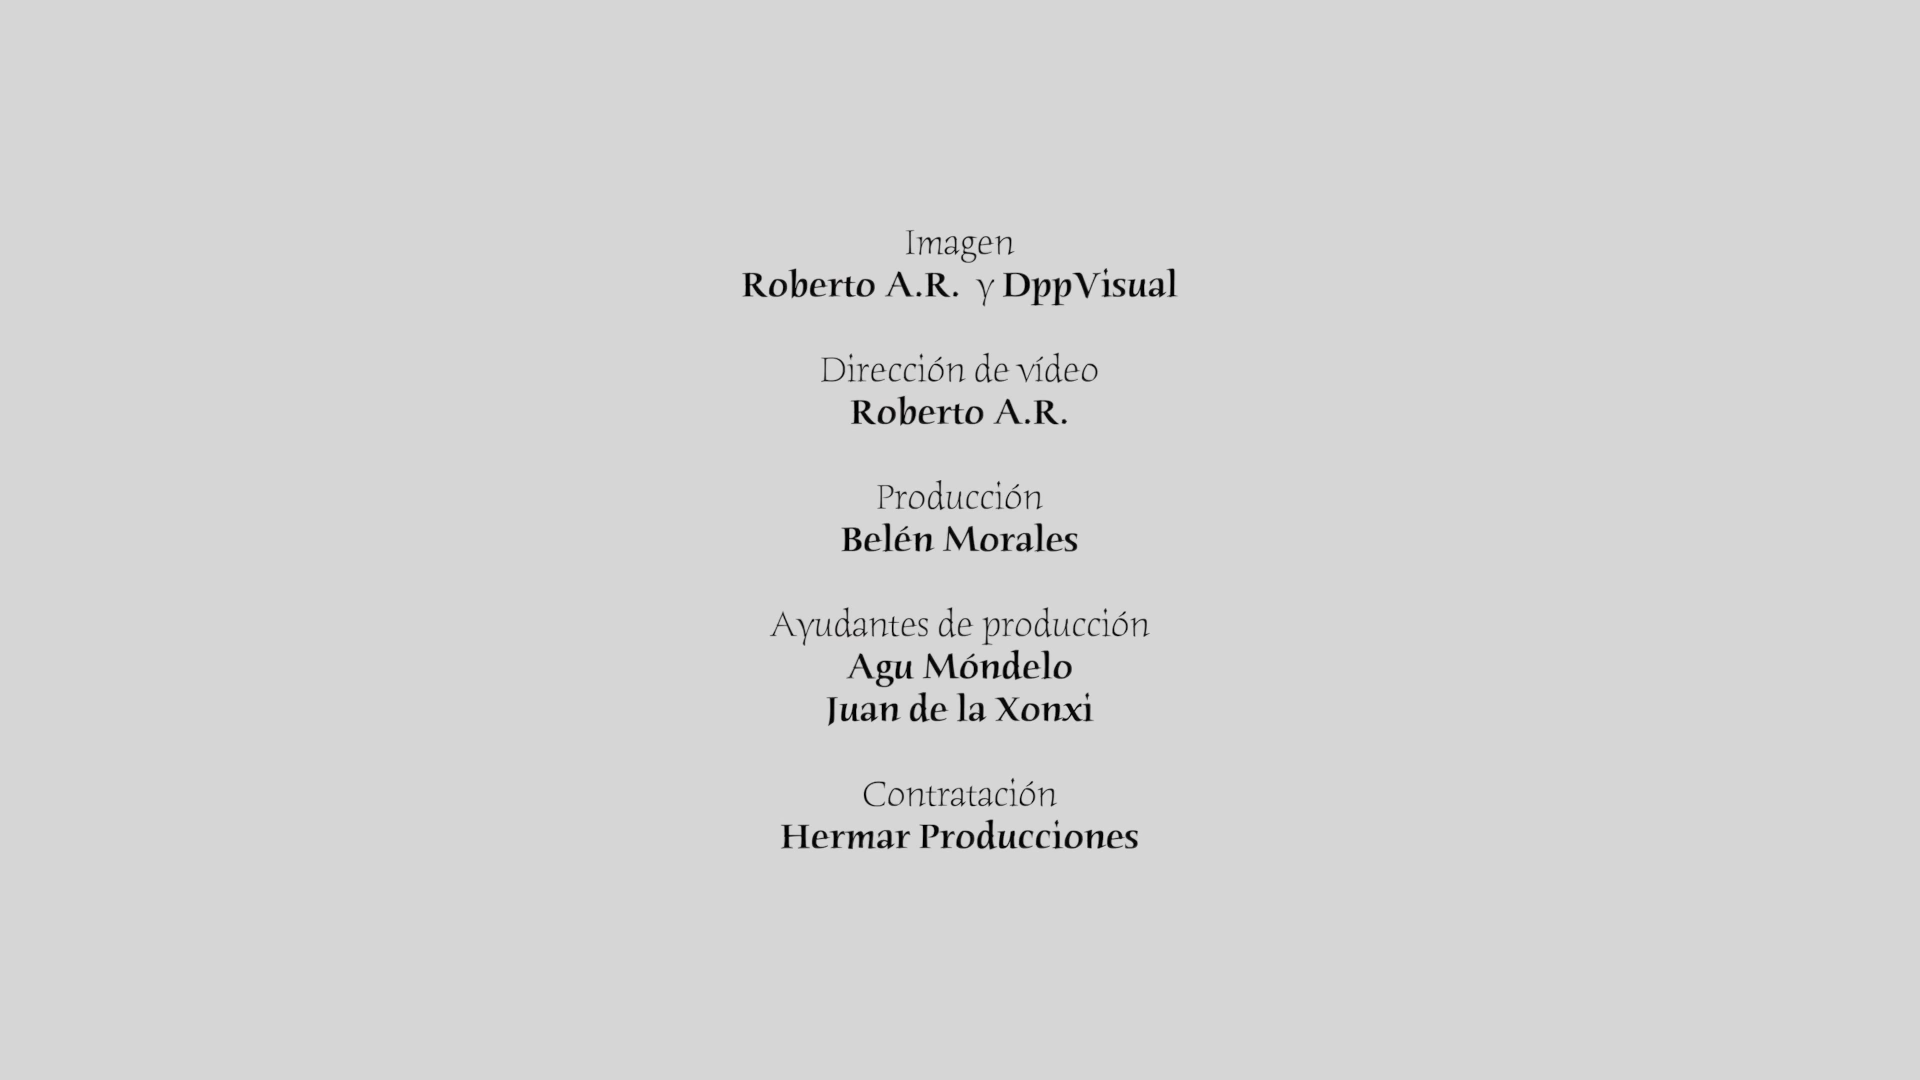 Imagen
Roberto A.R. y DppVisual
Dirección de vídeo
Roberto A.R.
Producción
Belén Morales
Ayudantes de producción
Agu Móndelo
Juan de la Xonxi
Contratación
Hermar Producciones